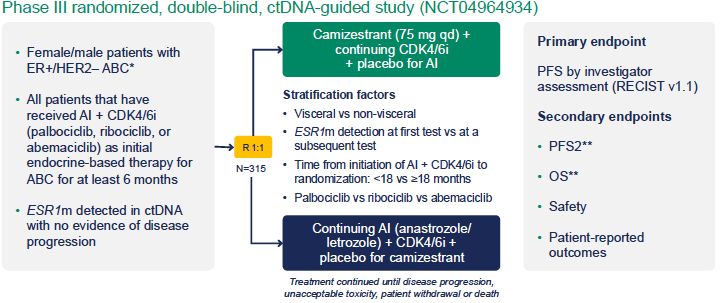 Phase III randomized, double-blind, ctDNA-guided study (NCT04964934)
• Female/male patients with
ER+/HER2– ABC*
• All patients that have
received AI + CDK4/6i
(palbociclib, ribociclib, or
abemaciclib) as initial
endocrine-based therapy for
ABC for at least 6 months
• ESR1m detected in ctDNA
with no evidence of disease
progression
R 1:1
N=315
Camizestrant (75 mg qd) +
continuing CDK4/6i
+ placebo for AI
Stratification factors
• Visceral vs non-visceral
• ESR1m detection at first test vs at a
subsequent test
• Time from initiation of AI + CDK4/6i to
randomization: <18 vs ≥18 months
• Palbociclib vs ribociclib vs abemaciclib
Continuing AI (anastrozole/
letrozole) + CDK4/6i +
placebo for camizestrant
Treatment continued until disease progression,
unacceptable toxicity, patient withdrawal or death
Primary endpoint
PFS by investigator
assessment (RECIST v1.1)
Secondary endpoints
• PFS2**
• OS**
• Safety
• Patient-reported
outcomes